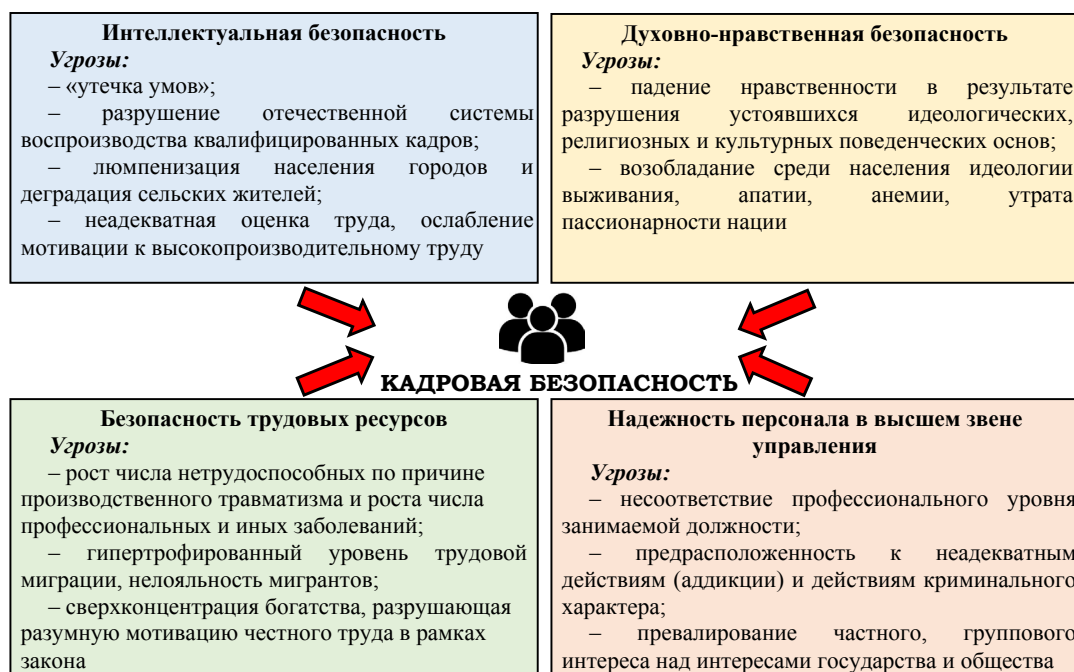 Интеллектуальная безопасность
Угрозы:
– «утечка умов»;
– разрушение отечественной системы
воспроизводства квалифицированных кадров;
– люмпенизация населения городов и
деградация сельских жителей;
– неадекватная оценка труда, ослабление
мотивации к высокопроизводительному труду
Духовно-нравственная безопасность
Угрозы:
– падение нравственности в результате
разрушения устоявшихся идеологических,
религиозных и культурных поведенческих основ;
– возобладание среди населения идеологии
выживания, апатии, анемии, утрата
пассионарности нации
КАДРОВАЯ БЕЗОПАСНОСТЬ
Безопасность трудовых ресурсов
Угрозы:
– рост числа нетрудоспособных по причине
производственного травматизма и роста числа
профессиональных и иных заболеваний;
– гипертрофированный уровень трудовой
миграции, нелояльность мигрантов;
– сверхконцентрация богатства, разрушающая
разумную мотивацию честного труда в рамках
закона
Надежность персонала в высшем звене
управления
Угрозы:
– несоответствие профессионального уровня
занимаемой должности;
– предрасположенность к неадекватным
действиям (аддикции) и действиям криминального
характера;
– превалирование частного, группового
интереса над интересами государства и общества